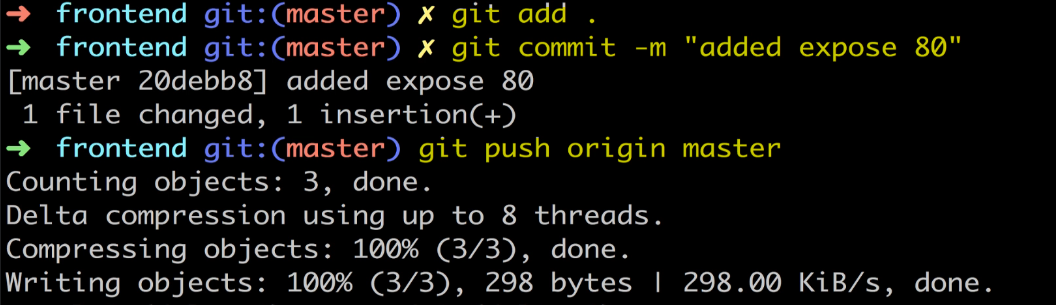 ➜ frontend git:(master) ✗ git add .
➜ frontend git:(master) ✗ git commit -m "added expose 80"
[master 20debb8] added expose 80
 1 file changed, 1 insertion(+)
➜ frontend git:(master) git push origin master
Counting objects: 3, done.
Delta compression using up to 8 threads.
Compressing objects: 100% (3/3), done.
Writing objects: 100% (3/3), 298 bytes | 298.00 KiB/s, done.